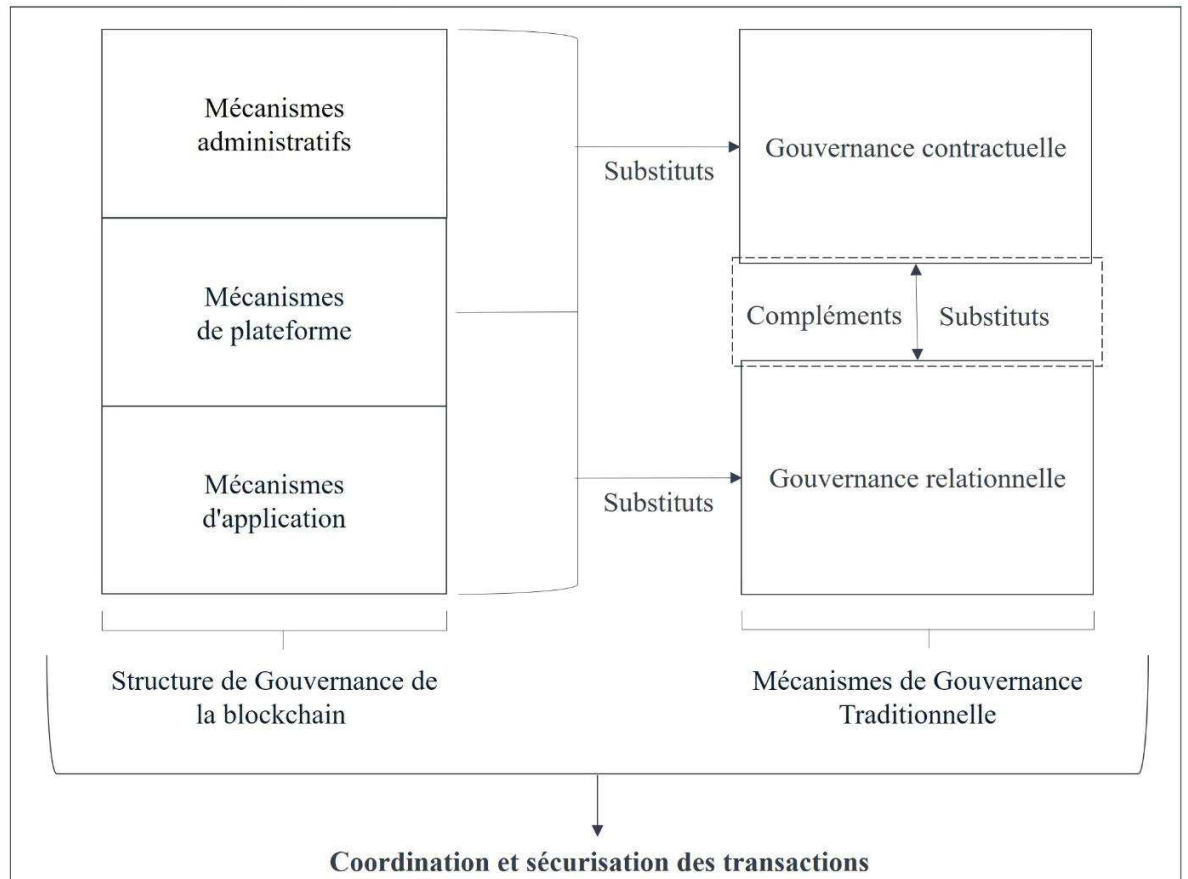 Mécanismes
administratifs
Mécanismes
de plateforme
Mécanismes
d'application
Substituts
Substituts
Gouvernance contractuelle
Compléments
Substituts
Gouvernance relationnelle
Structure de Gouvernance de
la blockchain
Mécanismes de Gouvernance
Traditionnelle
Coordination et sécurisation des transactions